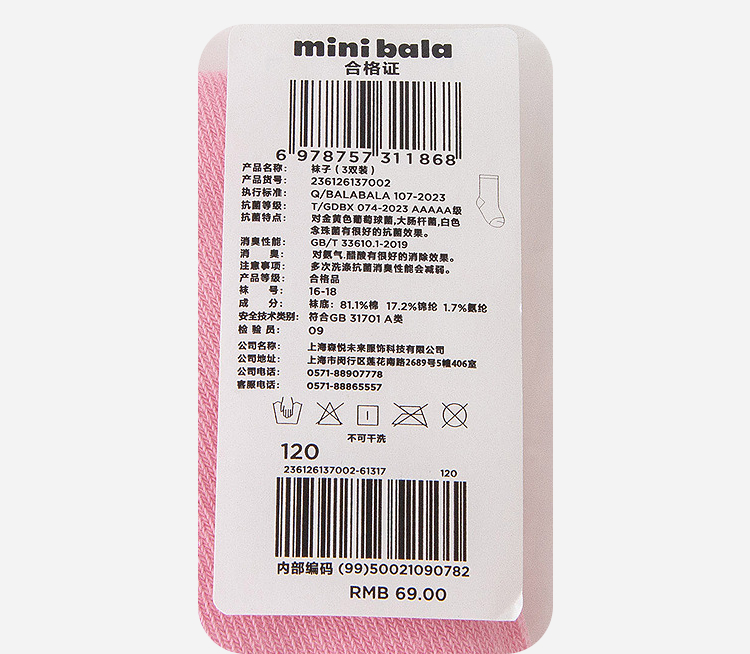 mini bala
合格证
6 978757 311868
产品名称： 袜子（3双装）
产品货号： 236126137002
执行标准： Q/BALABALA 107-2023
抗菌等级： T/GDBX 074-2023 AAAAA级
抗菌特点： 对金黄色葡萄球菌,大肠杆菌,白色
念珠菌有很好的抗菌效果。
消臭性能： GB/T 33610.1-2019
消 臭： 对氨气.醋酸有很好的消除效果。
注意事项： 多次洗涤抗菌消臭性能会减弱。
产品等级： 合格品
袜 号： 16-18
成 分： 袜底：81.1%棉 17.2%锦纶 1.7%氨纶
安全技术类别： 符合GB 31701 A类
检 验 员： 09
公司名称： 上海森悦未来服饰科技有限公司
公司地址： 上海市闵行区莲花南路2689号5幢406室
公司电话： 0571-88907778
客服电话： 0571-88865557
不可干洗
120
236126137002-61317 120
内部编码 (99)50021090782
RMB 69.00